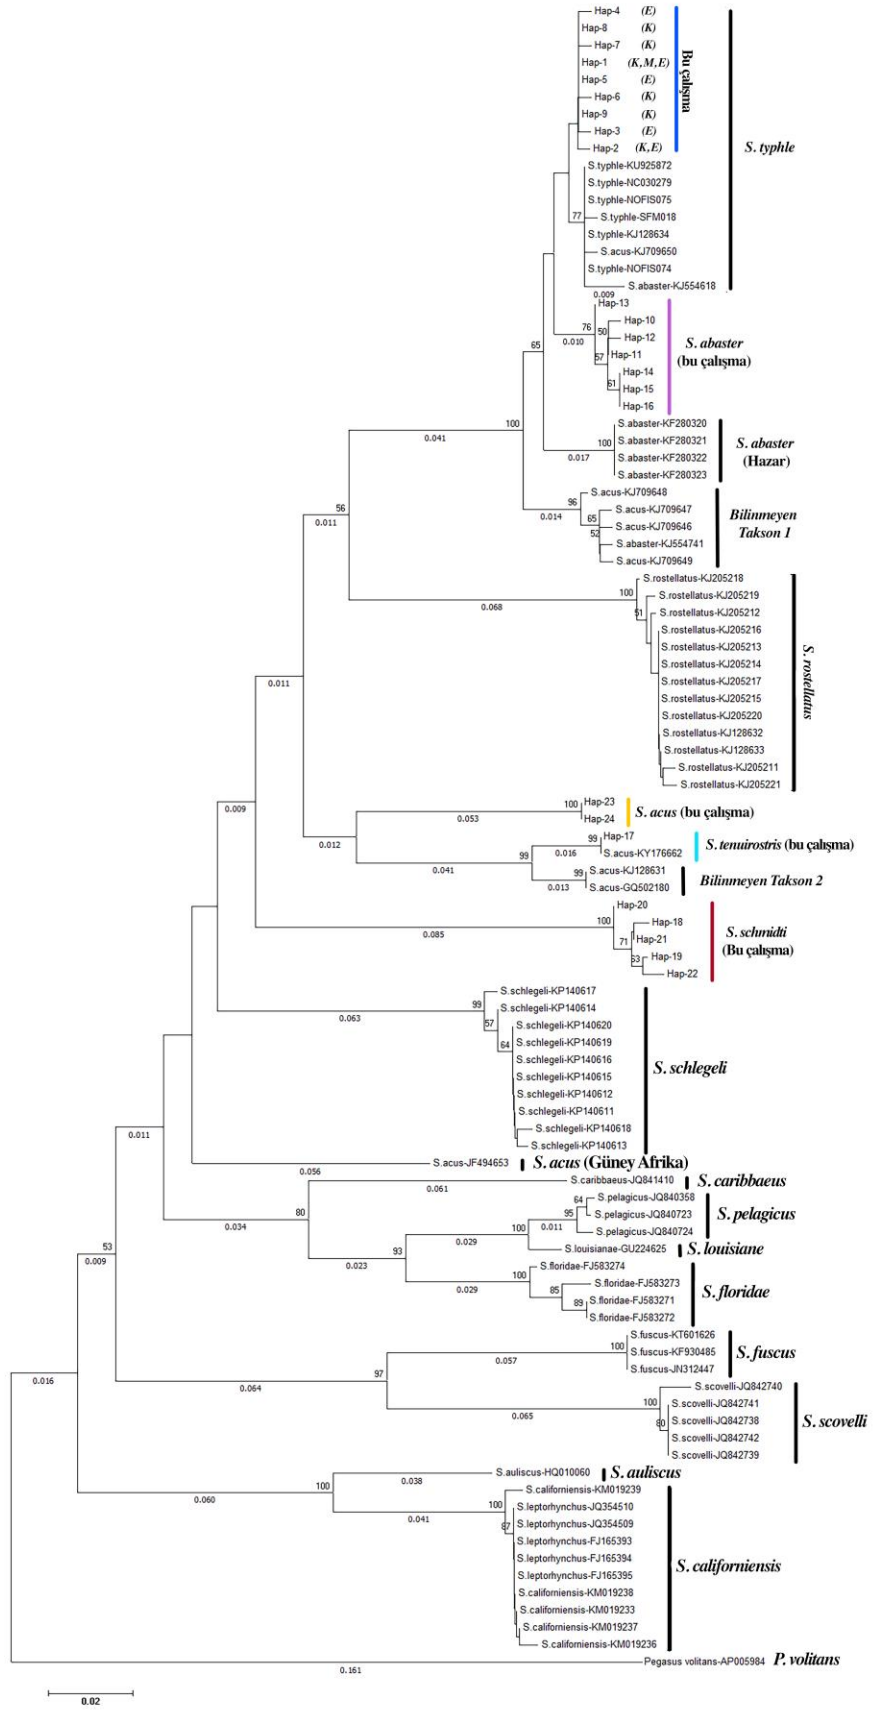 Hap-4 (E)
Hap-8 (K)
Hap-7 (K)
Hap-1 (K,M,E)
Hap-5 (E)
Hap-6 (K)
Hap-9 (K)
Hap-3 (E)
Hap-2 (K,E)
Bu çalışma
S. typhle
S.typhle-KU925872
S.typhle-NC030279
S.typhle-NOFIS075
77
S.typhle-SFM018
S.typhle-KJ128634
S.acus-KJ709650
S.typhle-NOFIS074
S.abaster-KJ554618
0.009
Hap-13
76
50
Hap-10
0.010
Hap-12
57
Hap-11
Hap-14
61
Hap-15
Hap-16
S. abaster
(bu çalışma)
65
100
0.041
S.abaster-KF280320
100
S.abaster-KF280321
0.017
S.abaster-KF280322
S.abaster-KF280323
S. abaster
(Hazar)
S.acus-KJ709648
96
S.acus-KJ709647
0.014
65
S.acus-KJ709646
52
S.abaster-KJ554741
S.acus-KJ709649
Bilinmeyen
Takson 1
56
0.011
S.rostellatus-KJ205218
100
S.rostellatus-KJ205219
0.068
51
S.rostellatus-KJ205212
S.rostellatus-KJ205216
S.rostellatus-KJ205213
S.rostellatus-KJ205214
S.rostellatus-KJ205217
S.rostellatus-KJ205215
S.rostellatus-KJ205220
S.rostellatus-KJ128632
S.rostellatus-KJ128633
S.rostellatus-KJ205211
S.rostellatus-KJ205221
S. rostellatus
0.011
0.009
100
Hap-23
0.053
Hap-24
S. acus (bu çalışma)
0.012
99
Hap-17
0.016
S.acus-KY176662
S. tenuirostris (bu çalışma)
99
0.041
99
S.acus-KJ128631
0.013
S.acus-GQ502180
Bilinmeyen Takson 2
Hap-20
100
Hap-18
0.085
71
Hap-21
63
Hap-19
Hap-22
S. schmidti
(Bu çalışma)
S.schlegeli-KP140617
99
S.schlegeli-KP140614
0.063
57
S.schlegeli-KP140620
64
S.schlegeli-KP140619
S.schlegeli-KP140616
S.schlegeli-KP140615
S.schlegeli-KP140612
S.schlegeli-KP140611
S.schlegeli-KP140618
S.schlegeli-KP140613
S. schlegeli
0.011
0.056
S.acus-JF494653
S. acus (Güney Afrika)
0.061
S.caribbaeus-JQ841410
S. caribbaeus
80
0.034
64
S.pelagicus-JQ840358
95
S.pelagicus-JQ840723
0.011
S.pelagicus-JQ840724
S. pelagicus
100
0.029
S.louisianae-GU224625
S. louisiane
93
0.023
S.floridae-FJ583274
100
0.029
85
S.floridae-FJ583273
89
S.floridae-FJ583271
S.floridae-FJ583272
S. floridae
53
0.009
S.fuscus-KT601626
100
S.fuscus-KF930485
0.057
S.fuscus-JN312447
S. fuscus
97
0.064
S.scovelli-JQ842740
100
S.scovelli-JQ842741
0.065
80
S.scovelli-JQ842738
S.scovelli-JQ842742
S.scovelli-JQ842739
S. scovelli
0.016
S.auliscus-HQ010060
0.038
S. auliscus
100
0.060
S.californiensis-KM019239
100
S.leptorhynchus-JQ354510
0.041
87
S.leptorhynchus-JQ354509
S.leptorhynchus-FJ165393
S.leptorhynchus-FJ165394
S.leptorhynchus-FJ165395
S.californiensis-KM019238
S.californiensis-KM019233
S.californiensis-KM019237
S.californiensis-KM019236
S. californiensis
0.161
Pegasus volitans-AP005984
P. volitans
0.02